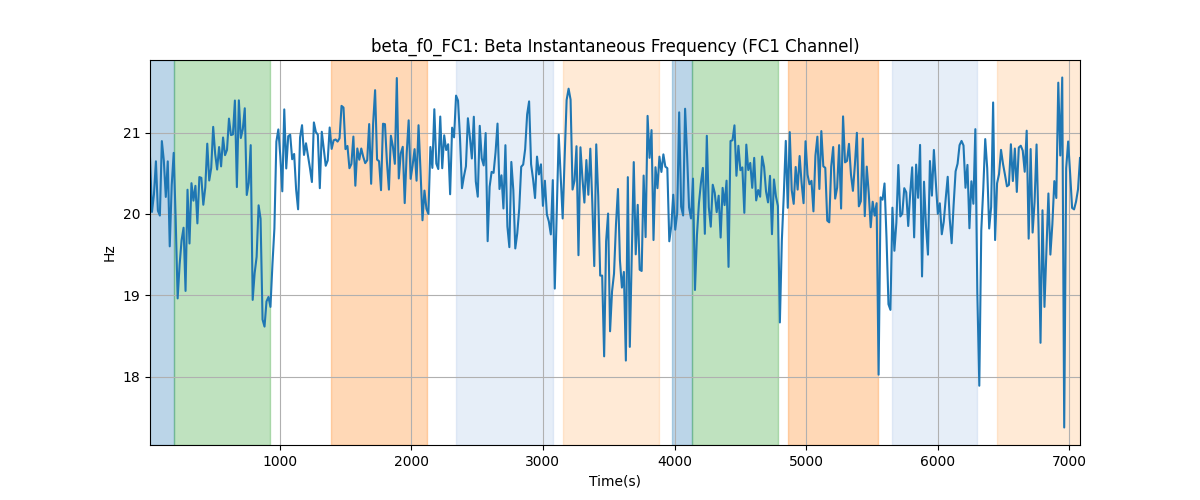 beta_f0_FC1: Beta Instantaneous Frequency (FC1 Channel)
21
20
19
18
Hz
1000 2000 3000 4000 5000 6000 7000
Time(s)